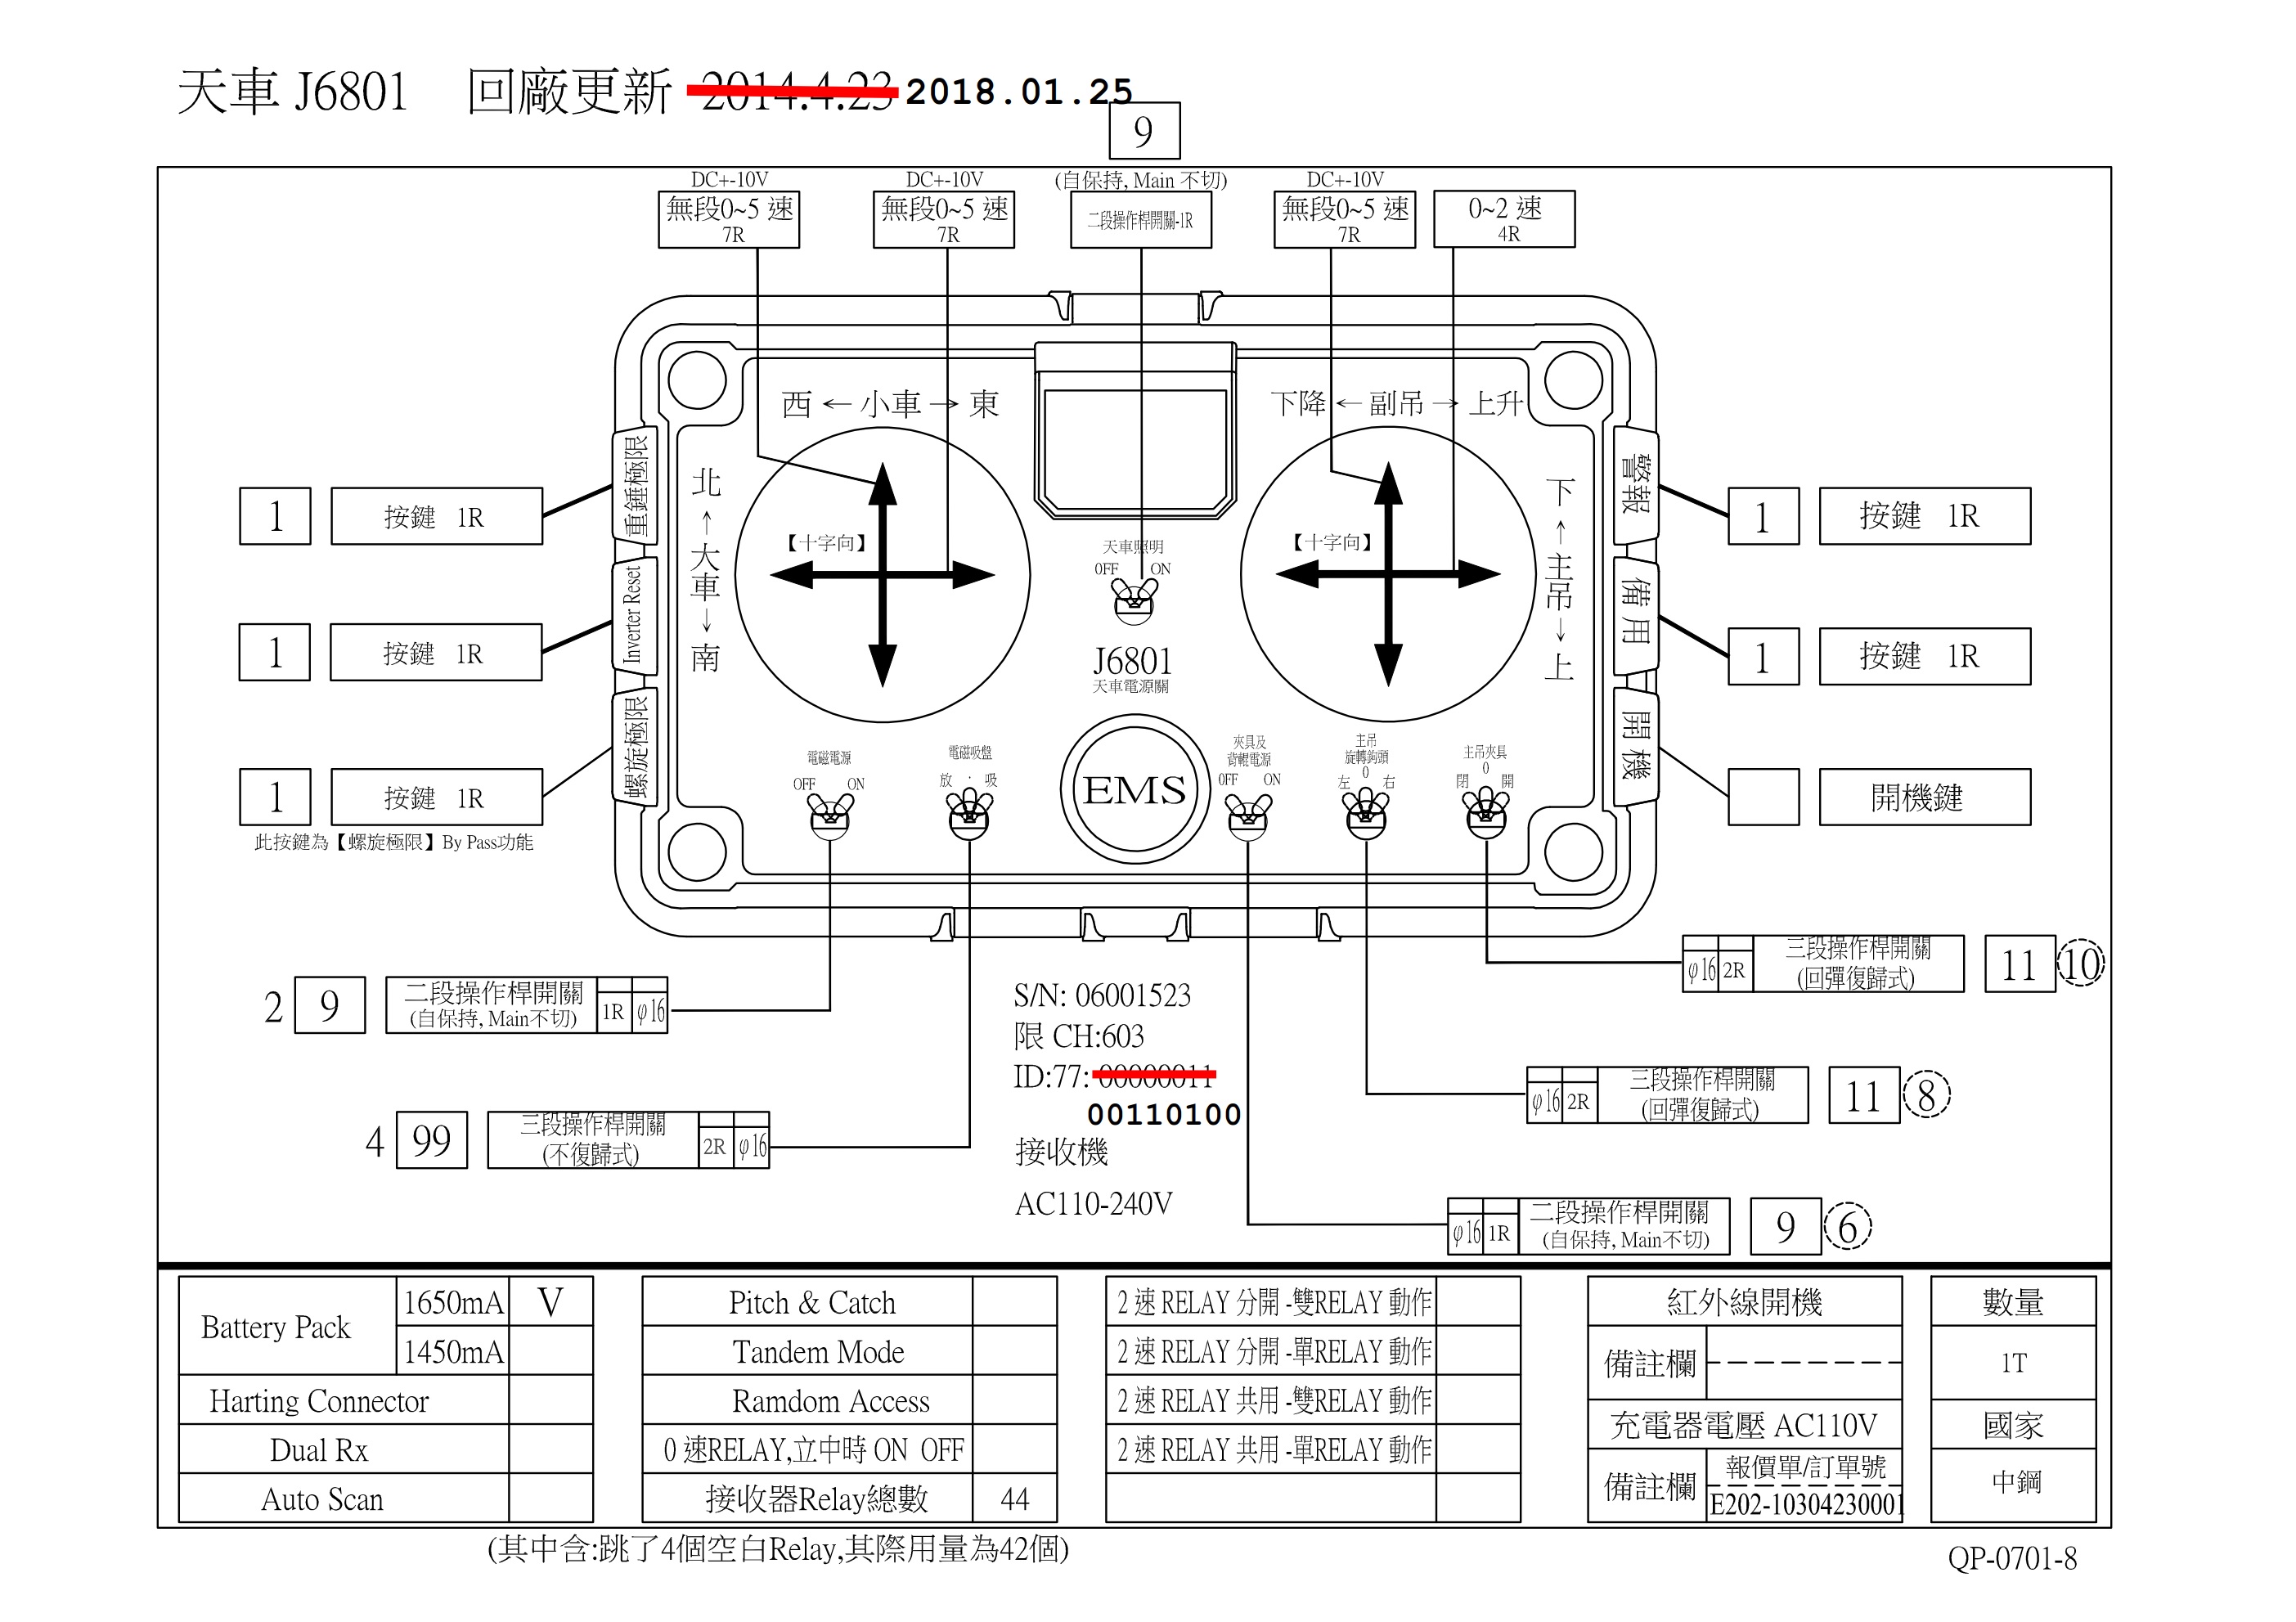 天車 J6801 回廠更新 2014.4.23 2018.01.25
9
DC+-10V
無段0~5 速
7R
DC+-10V
無段0~5 速
7R
(自保持, Main 不切)
二段操作桿開關-1R
DC+-10V
無段0~5 速
7R
0~2 速
4R
西 ← 小車 → 東
下降 ← 副吊 → 上升
北 ↑ 大車 ↓ 南
【十字向】
【十字向】
下 ↑ 主吊 ↓ 上
天車照明
OFF ON
J6801
天車電源關
EMS
重錘極限
Inverter Reset
螺旋極限
警報
備用
開機
1 按鍵 1R
1 按鍵 1R
1 按鍵 1R
此按鍵為【螺旋極限】By Pass功能
1 按鍵 1R
1 按鍵 1R
開機鍵
電磁電源
OFF ON
電磁吸盤
放 · 吸
夾具及
背帽電源
OFF ON
主吊
旋轉鉤頭
左 0 右
主吊夾具
閉 0 開
2 9 二段操作桿開關
(自保持, Main不切) 1R φ16
4 99 三段操作桿開關
(不復歸式) 2R φ16
S/N: 06001523
限 CH:603
ID:77: 00000011
00110100
接收機
AC110-240V
φ16 2R 三段操作桿開關
(回彈復歸式) 11 10
φ16 2R 三段操作桿開關
(回彈復歸式) 11 8
φ16 1R 二段操作桿開關
(自保持, Main不切) 9 6
Battery Pack 1650mA V
1450mA
Harting Connector
Dual Rx
Auto Scan
Pitch & Catch
Tandem Mode
Ramdom Access
0 速RELAY,立中時 ON OFF
接收器Relay總數 44
2 速 RELAY 分開 -雙RELAY 動作
2 速 RELAY 分開 -單RELAY 動作
2 速 RELAY 共用 -雙RELAY 動作
2 速 RELAY 共用 -單RELAY 動作
紅外線開機
備註欄
充電器電壓 AC110V
備註欄 報價單/訂單號
E202-10304230001
數量
1T
國家
中鋼
(其中含:跳了4個空白Relay,其際用量為42個)
QP-0701-8